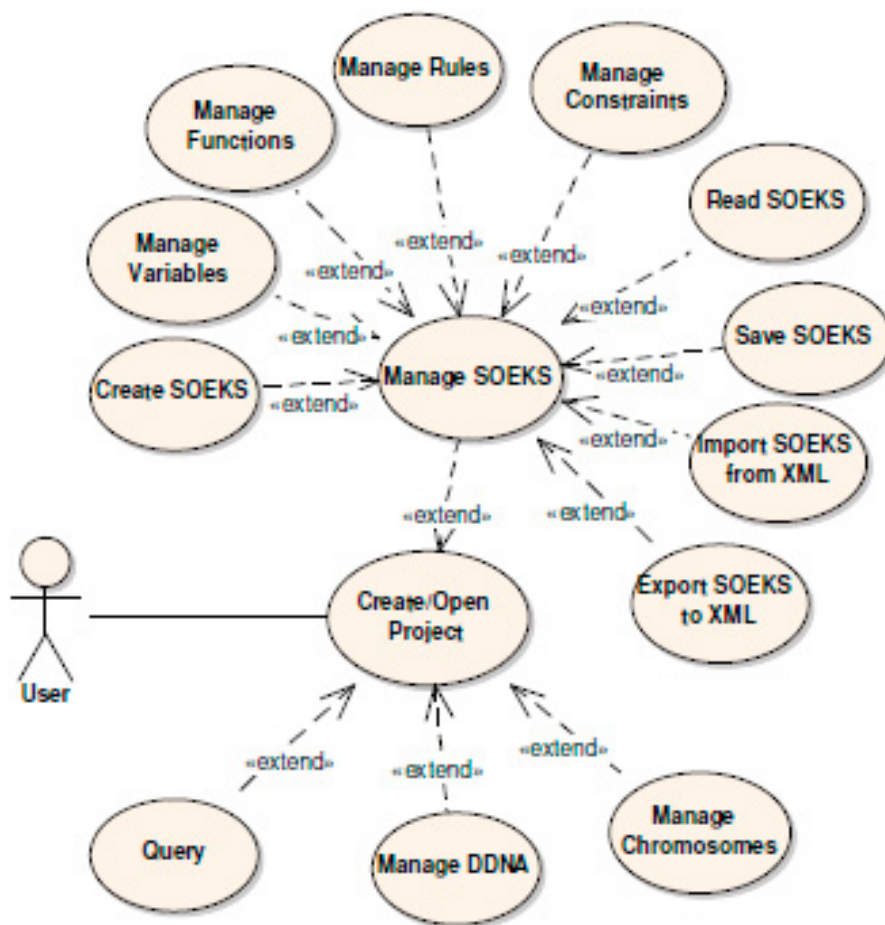 Manage Rules
Manage
Constraints
Manage
Functions
Read SOEKS
«extend»
Manage
Variables
«extend»
«extend»
«extend»
«extend»
Save SOEKS
Create SOEKS
«extend»
Manage SOEKS
«extend»
«extend»
Import SOEKS
from XML
«extend»
«extend»
Export SOEKS
to XML
Create/Open
Project
User
«extend»
«extend»
«extend»
Query
Manage DDNA
Manage
Chromosomes